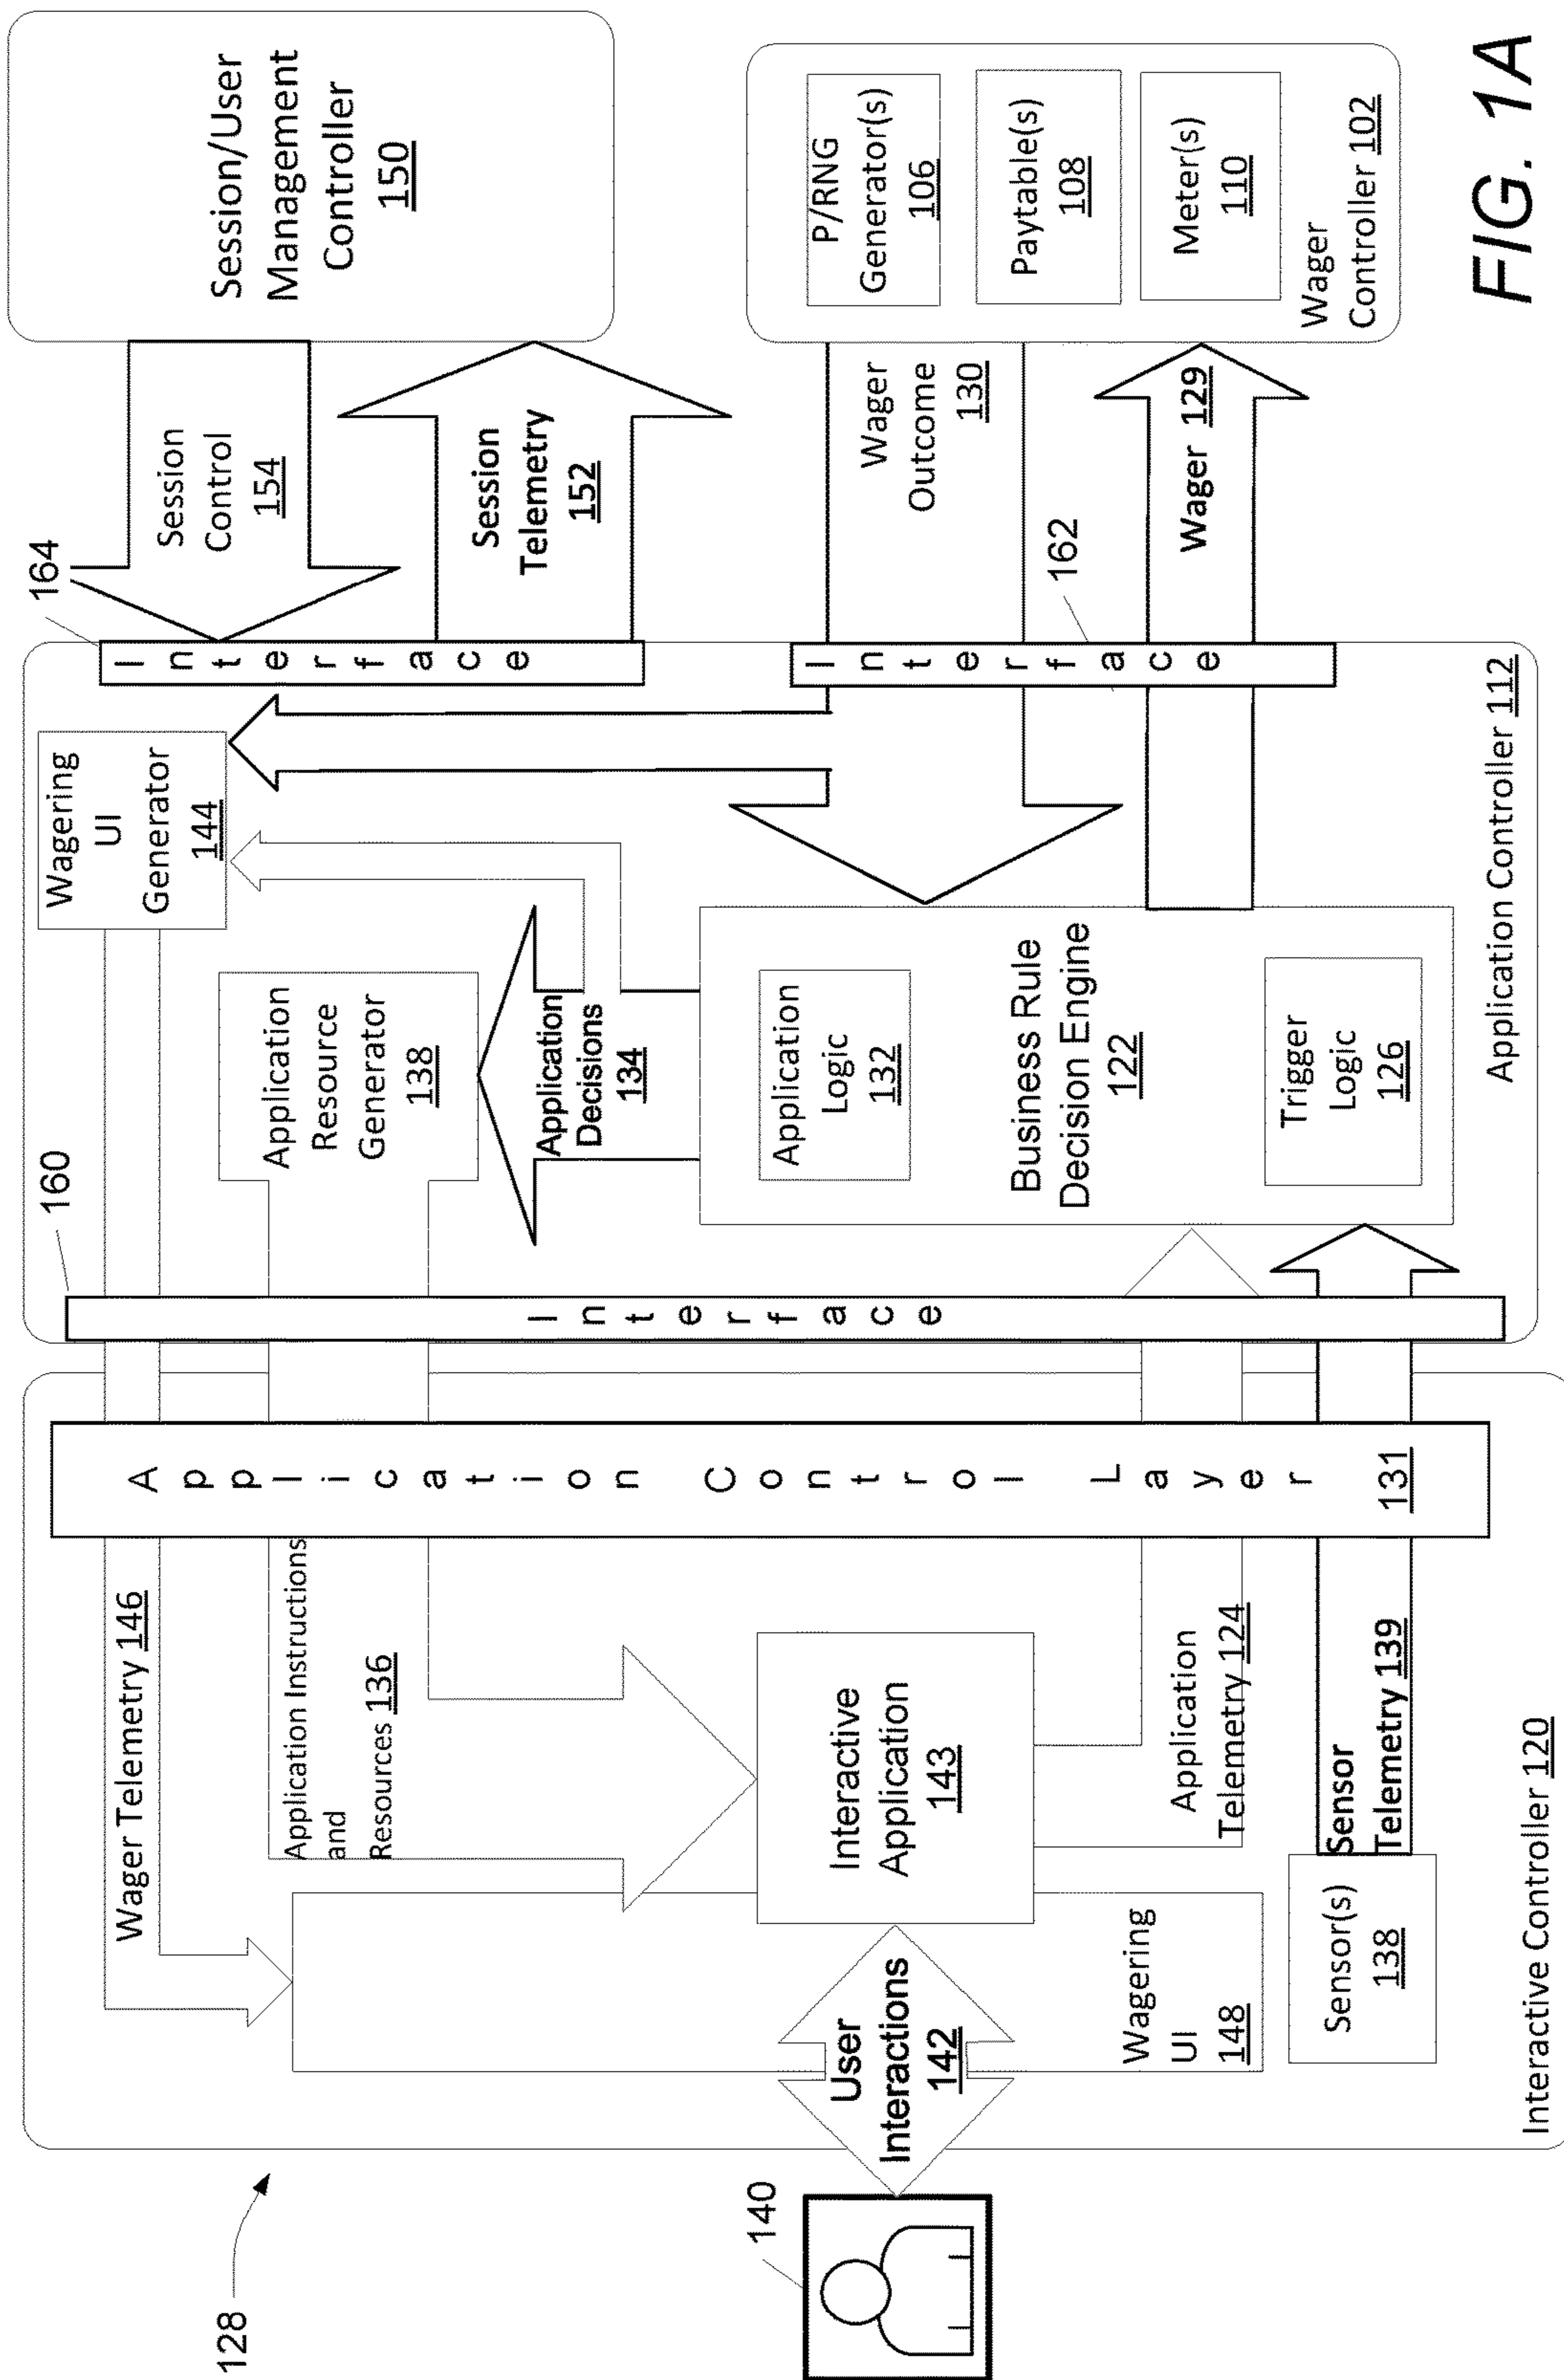 128
140
Wager Telemetry 146
Application Instructions
and
Resources 136
User
Interactions
142
Interactive
Application
143
Wagering
UI
148
Application
Telemetry 124
Sensor(s)
138
Sensor
Telemetry 139
Interactive Controller 120
Application Control Layer
131
160
Interface
Wagering
UI
Generator
144
Application
Resource
Generator
138
Application
Decisions
134
Application
Logic
132
Business Rule
Decision Engine
122
Trigger
Logic
126
Application Controller 112
164
Interface
162
Interface
Session
Control
154
Session
Telemetry
152
Wager
Outcome
130
Wager 129
Session/User
Management
Controller
150
P/RNG
Generator(s)
106
Paytable(s)
108
Meter(s)
110
Wager
Controller 102
FIG. 1A